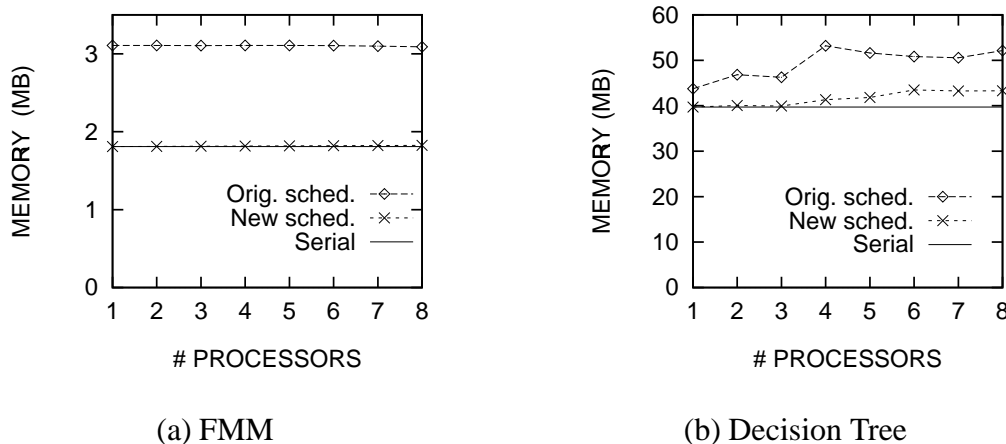 MEMORY (MB)
3
2
1
0
Orig. sched.
New sched.
Serial
1 2 3 4 5 6 7 8
# PROCESSORS
(a) FMM
MEMORY (MB)
60
50
40
30
20
10
0
Orig. sched.
New sched.
Serial
1 2 3 4 5 6 7 8
# PROCESSORS
(b) Decision Tree